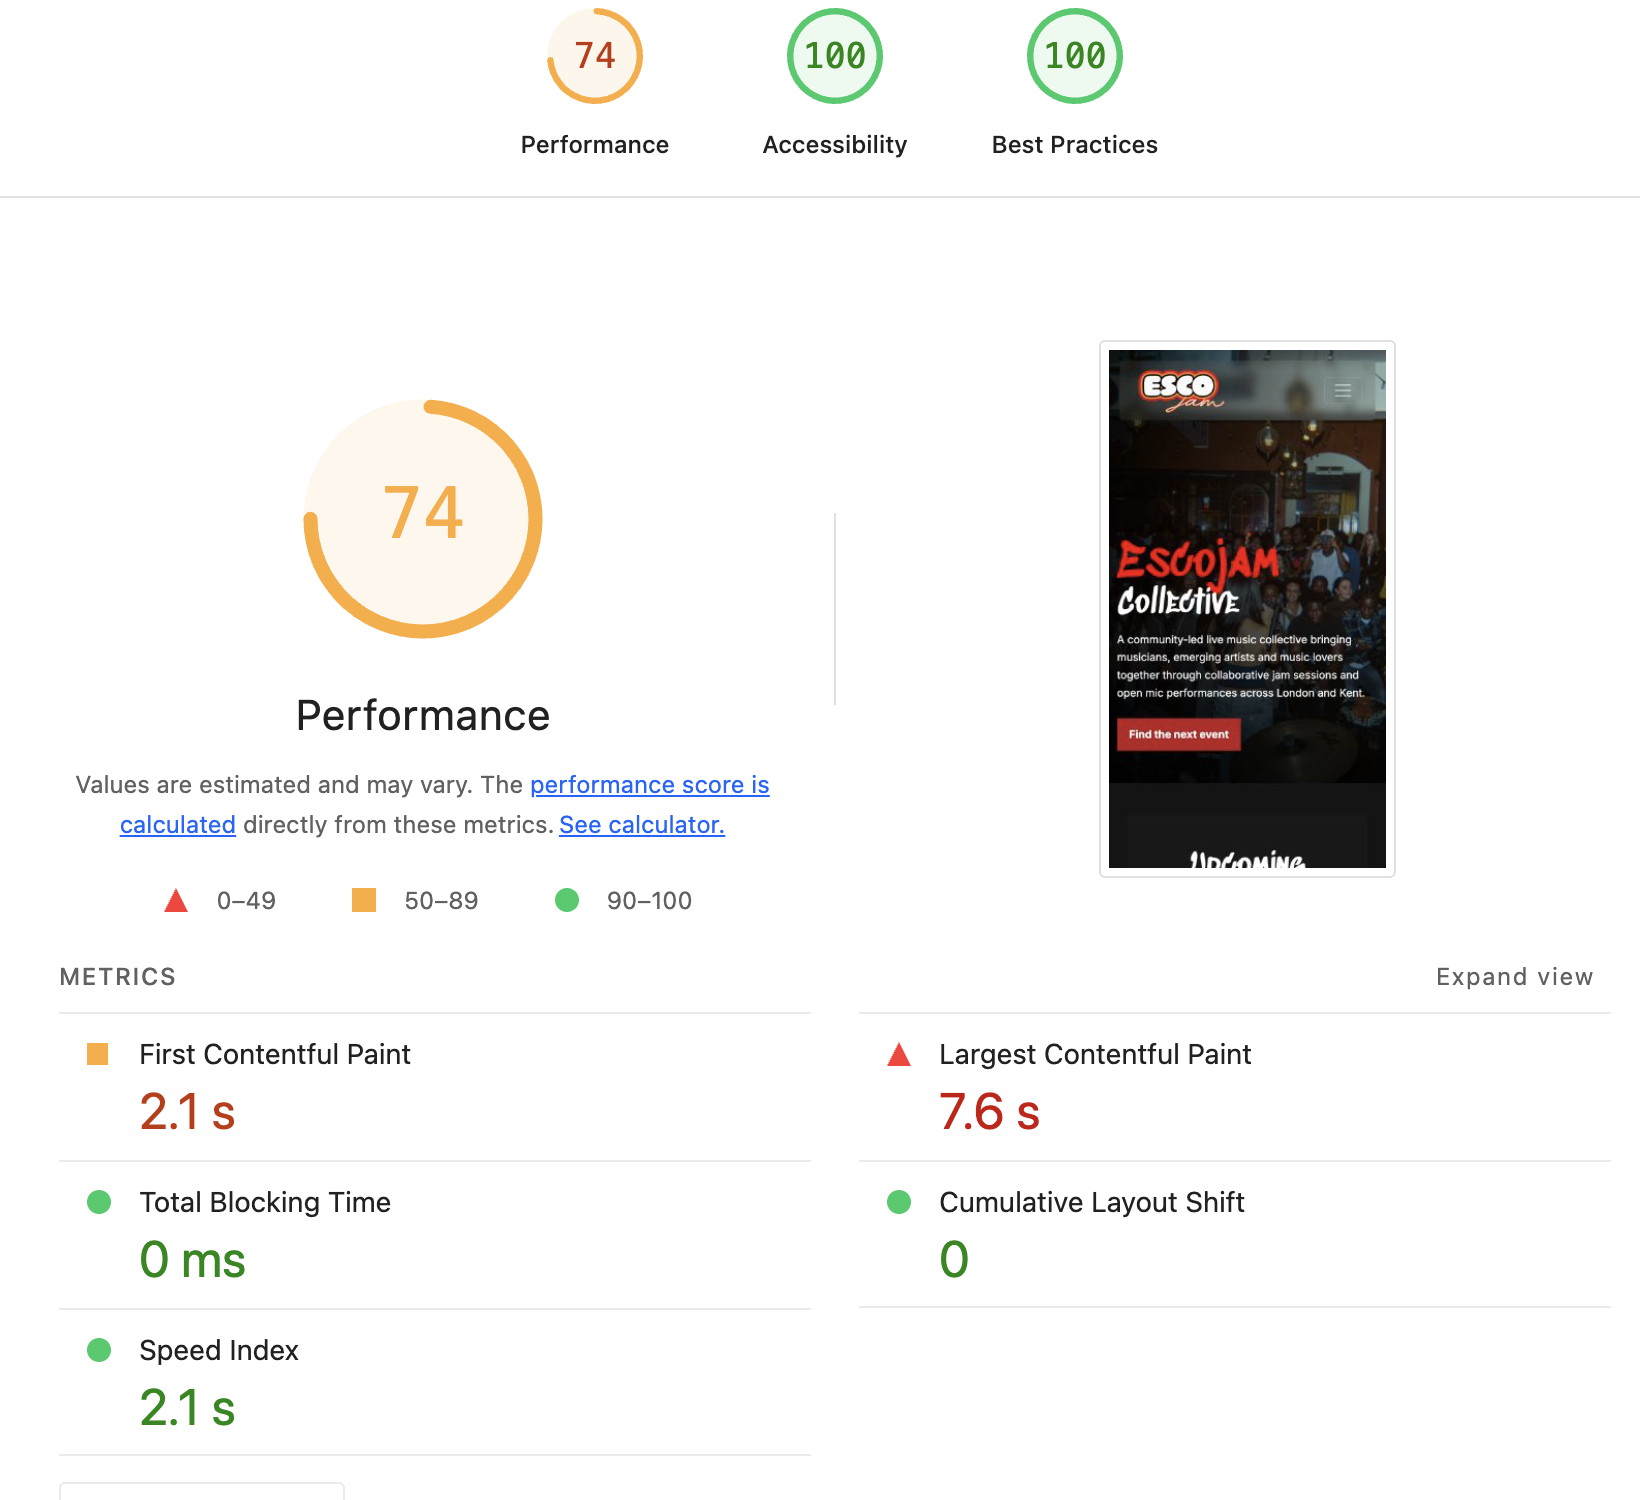 74
100
100
Performance
Accessibility
Best Practices
74
Performance
Values are estimated and may vary. The performance score is
calculated directly from these metrics. See calculator.
0–49
50–89
90–100
ESCO
Jam
Escojam
Collective
A community-led live music collective bringing
musicians, emerging artists and music lovers
together through collaborative jam sessions and
open mic performances across London and Kent.
Find the next event
Upcoming
METRICS
Expand view
First Contentful Paint
2.1 s
Largest Contentful Paint
7.6 s
Total Blocking Time
0 ms
Cumulative Layout Shift
0
Speed Index
2.1 s